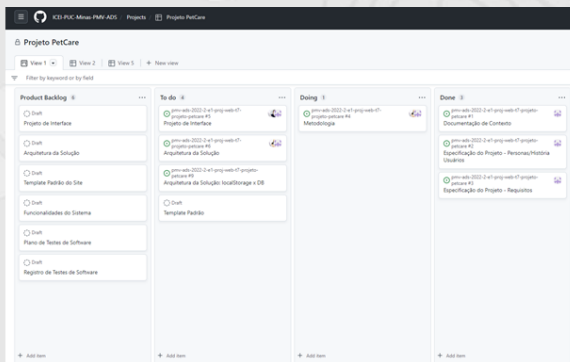 ICEI-PUC-Minas-PMV-ADS / Projects / Projeto PetCare
Projeto PetCare
View 1
View 2
View 5
+ New view
Filter by keyword or by field
Product Backlog 6
Draft
Projeto de Interface
Draft
Arquitetura da Solução
Draft
Template Padrão do Site
Draft
Funcionalidades do Sistema
Draft
Plano de Testes de Software
Draft
Registro de Testes de Software
+ Add item
To do 4
pmv-ads-2022-2-e1-proj-web-t7-
projeto-petcare #5
Projeto de Interface
pmv-ads-2022-2-e1-proj-web-t7-
projeto-petcare #8
Arquitetura da Solução
pmv-ads-2022-2-e1-proj-web-t7-projeto-
petcare #9
Arquitetura da Solução: localStorage x DB
Draft
Template Padrão
+ Add item
Doing 1
pmv-ads-2022-2-e1-proj-web-t7-
projeto-petcare #4
Metodologia
+ Add item
Done 3
pmv-ads-2022-2-e1-proj-web-t7-projeto-
petcare #1
Documentação de Contexto
pmv-ads-2022-2-e1-proj-web-t7-projeto-
petcare #2
Especificação do Projeto - Personas/História
Usuários
pmv-ads-2022-2-e1-proj-web-t7-projeto-
petcare #3
Especificação do Projeto - Requisitos
+ Add item